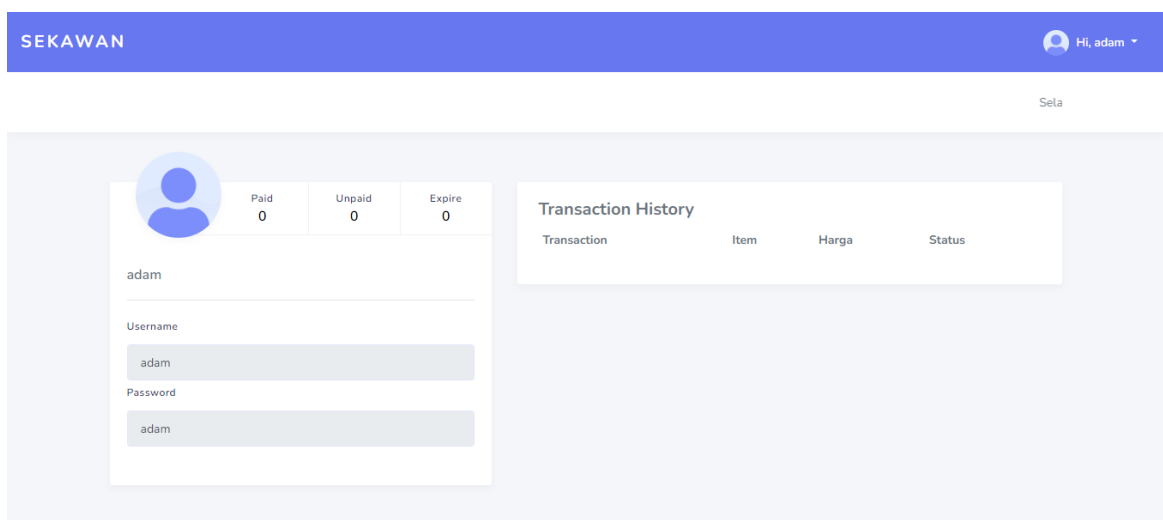 SEKAWAN
Hi, adam
Sela
Paid Unpaid Expire
0 0 0
adam
Username
adam
Password
adam
Transaction History
Transaction Item Harga Status